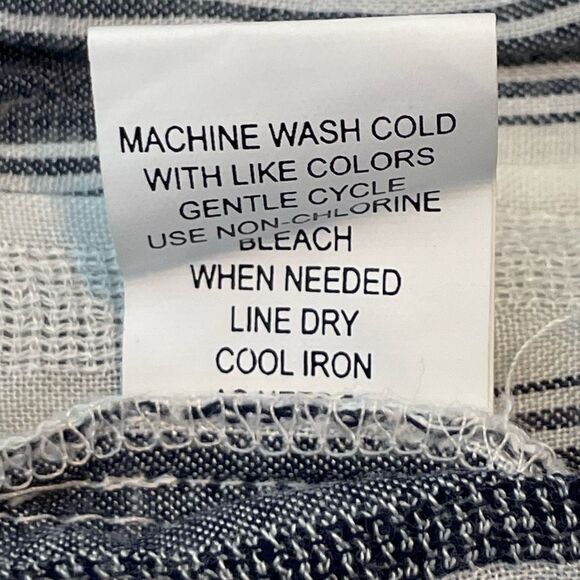 MACHINE WASH COLD
WITH LIKE COLORS
GENTLE CYCLE
USE NON-CHLORINE
BLEACH
WHEN NEEDED
LINE DRY
COOL IRON